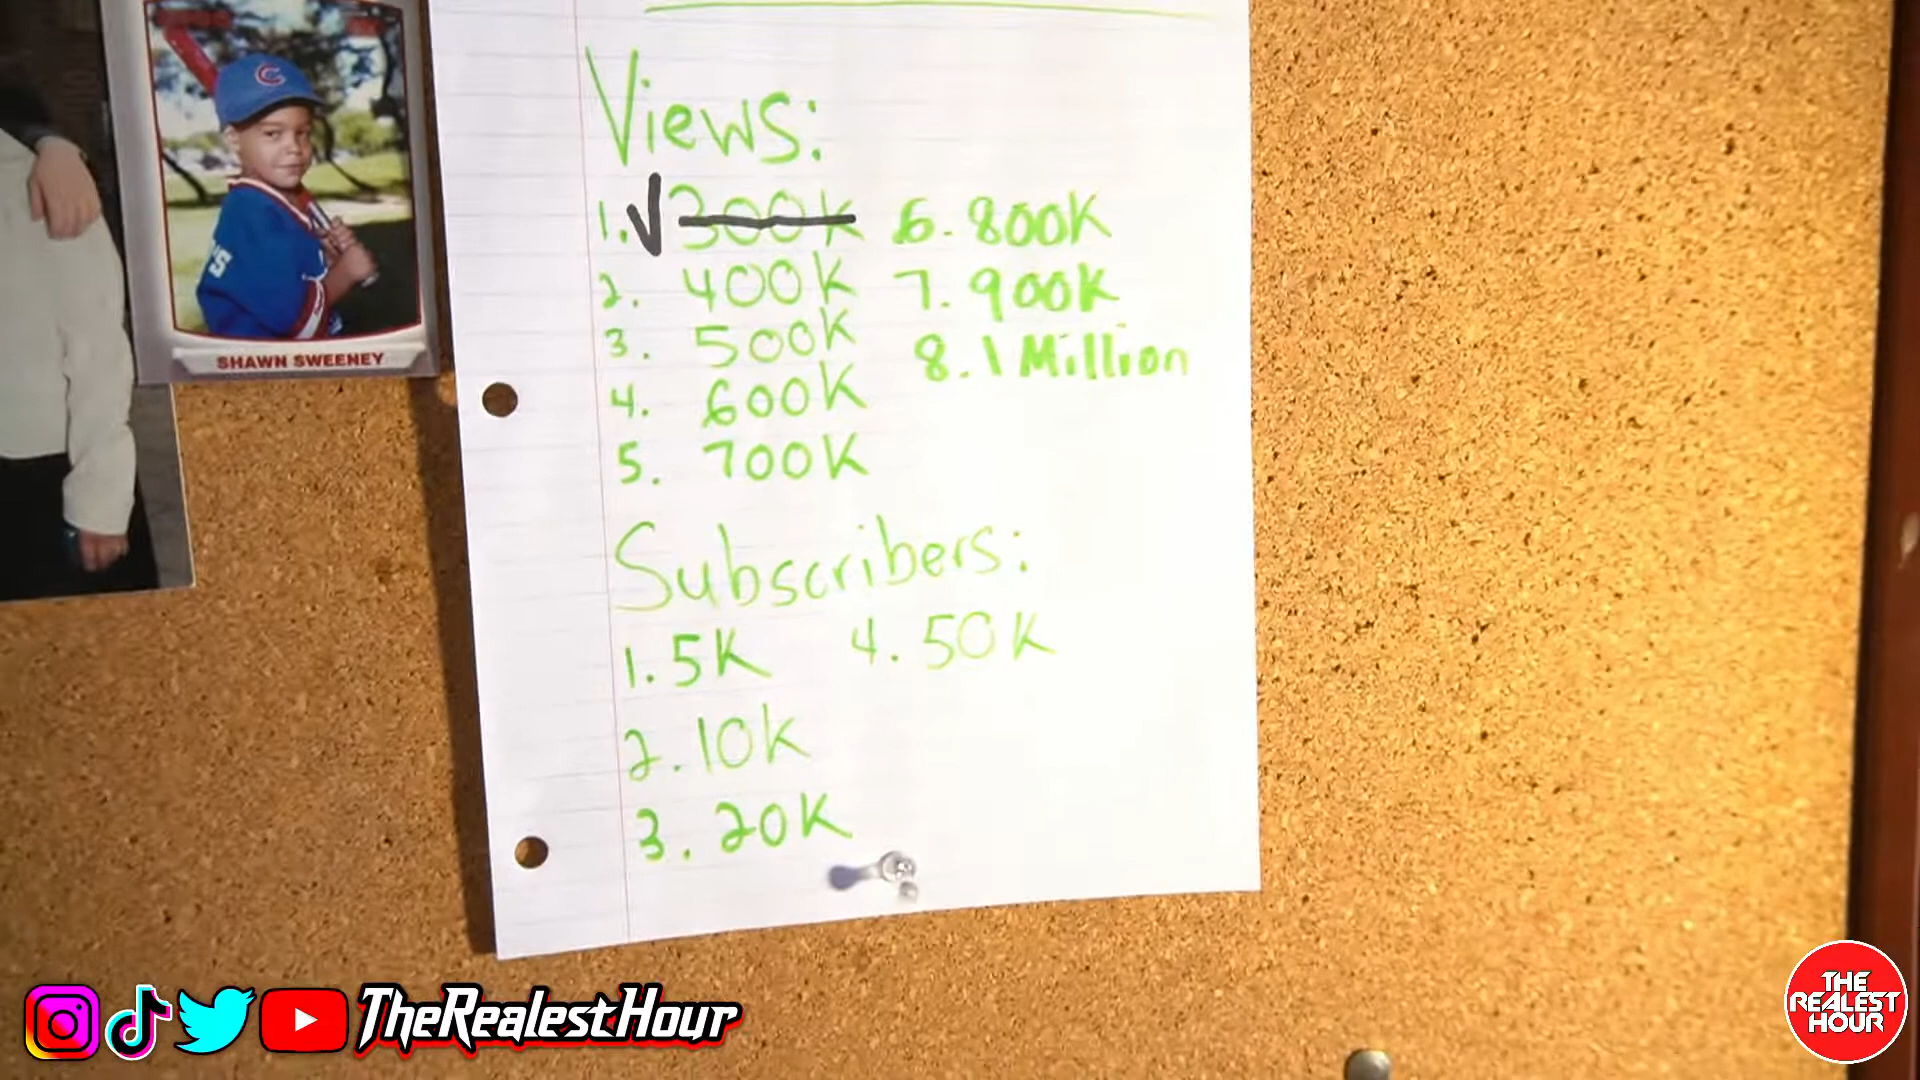 C
SHAWN SWEENEY
Views:
1. 300K
2. 400K
3. 500K
4. 600K
5. 700K
6. 800K
7. 900K
8. 1 Million
Subscribers:
1. 5K
2. 10K
3. 20K
4. 50K
TheRealestHour
THE
REALEST
HOUR